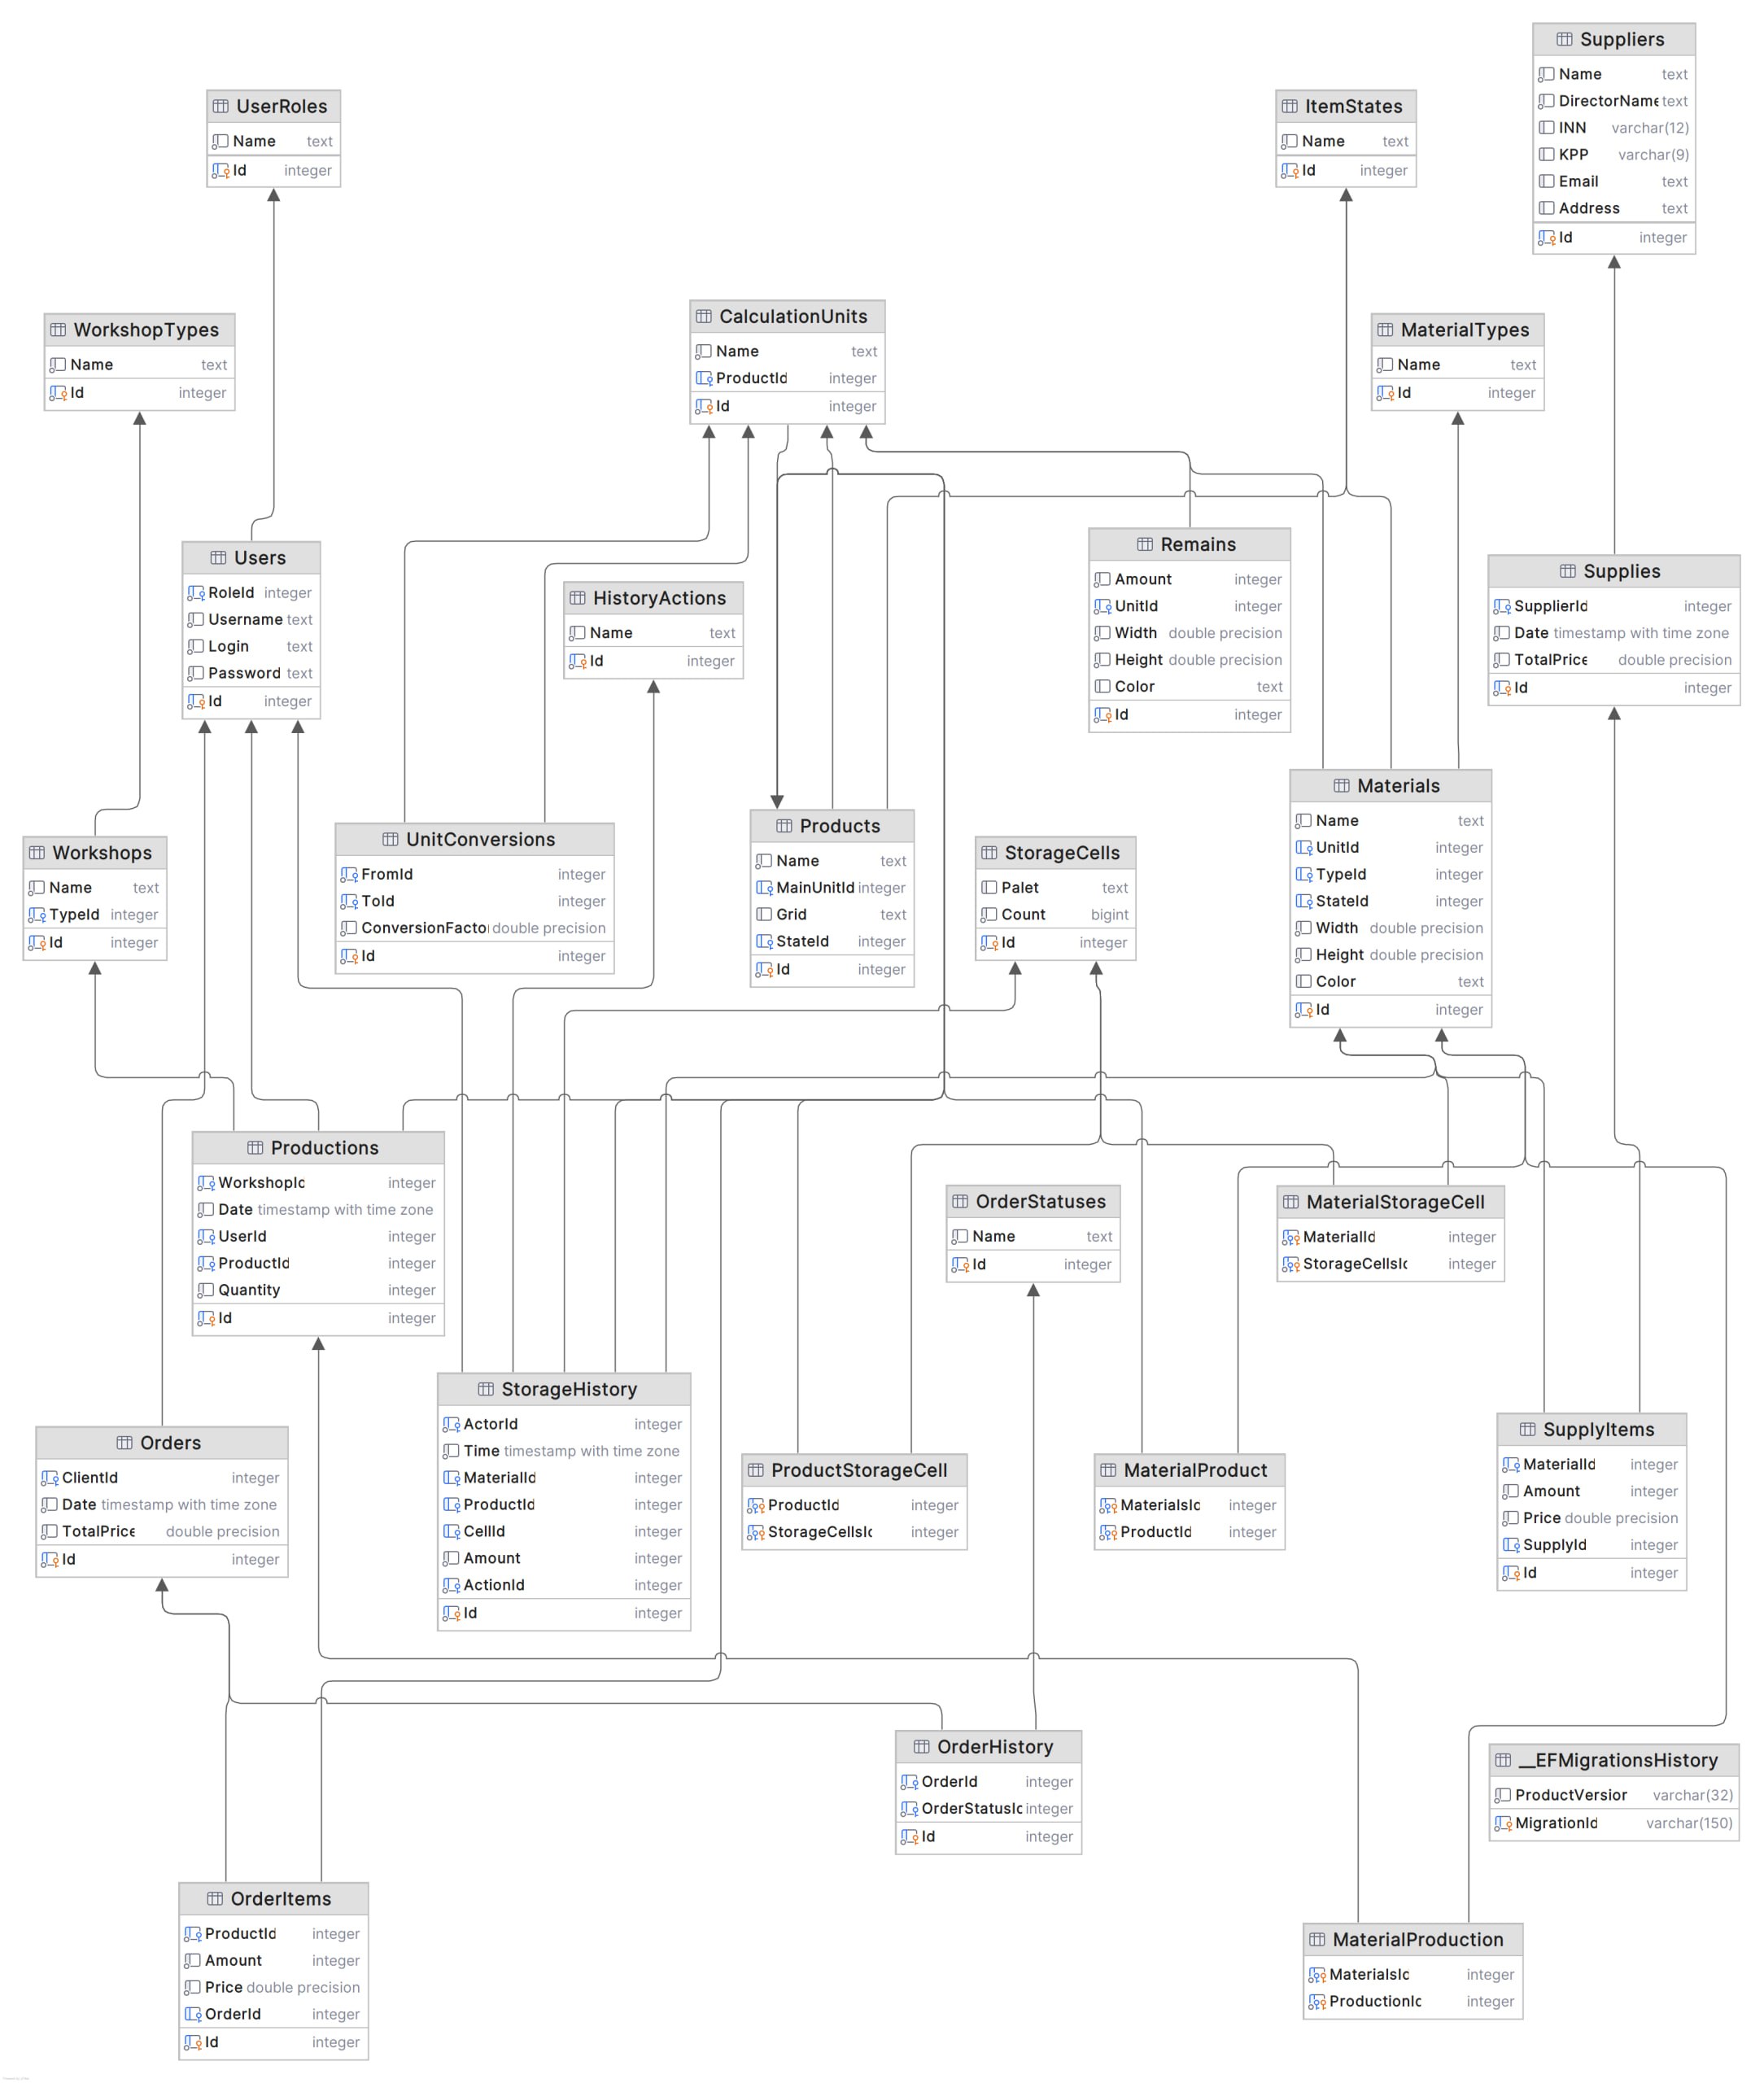 Suppliers
Name text
DirectorName text
INN varchar(12)
KPP varchar(9)
Email text
Address text
Id integer
UserRoles
Name text
Id integer
ItemStates
Name text
Id integer
WorkshopTypes
Name text
Id integer
CalculationUnits
Name text
ProductId integer
Id integer
MaterialTypes
Name text
Id integer
Users
RoleId integer
Username text
Login text
Password text
Id integer
HistoryActions
Name text
Id integer
Remains
Amount integer
UnitId integer
Width double precision
Height double precision
Color text
Id integer
Supplies
SupplierId integer
Date timestamp with time zone
TotalPrice double precision
Id integer
Workshops
Name text
TypeId integer
Id integer
UnitConversions
FromId integer
ToId integer
ConversionFacto double precision
Id integer
Products
Name text
MainUnitId integer
Grid text
StateId integer
Id integer
StorageCells
Palet text
Count bigint
Id integer
Materials
Name text
UnitId integer
TypeId integer
StateId integer
Width double precision
Height double precision
Color text
Id integer
Productions
WorkshopId integer
Date timestamp with time zone
UserId integer
ProductId integer
Quantity integer
Id integer
OrderStatuses
Name text
Id integer
MaterialStorageCell
MaterialId integer
StorageCellsId integer
StorageHistory
ActorId integer
Time timestamp with time zone
MaterialId integer
ProductId integer
CellId integer
Amount integer
ActionId integer
Id integer
Orders
ClientId integer
Date timestamp with time zone
TotalPrice double precision
Id integer
ProductStorageCell
ProductId integer
StorageCellsId integer
MaterialProduct
MaterialsId integer
ProductId integer
SupplyItems
MaterialId integer
Amount integer
Price double precision
SupplyId integer
Id integer
OrderHistory
OrderId integer
OrderStatusId integer
Id integer
__EFMigrationsHistory
ProductVersion varchar(32)
MigrationId varchar(150)
OrderItems
ProductId integer
Amount integer
Price double precision
OrderId integer
Id integer
MaterialProduction
MaterialsId integer
ProductionId integer